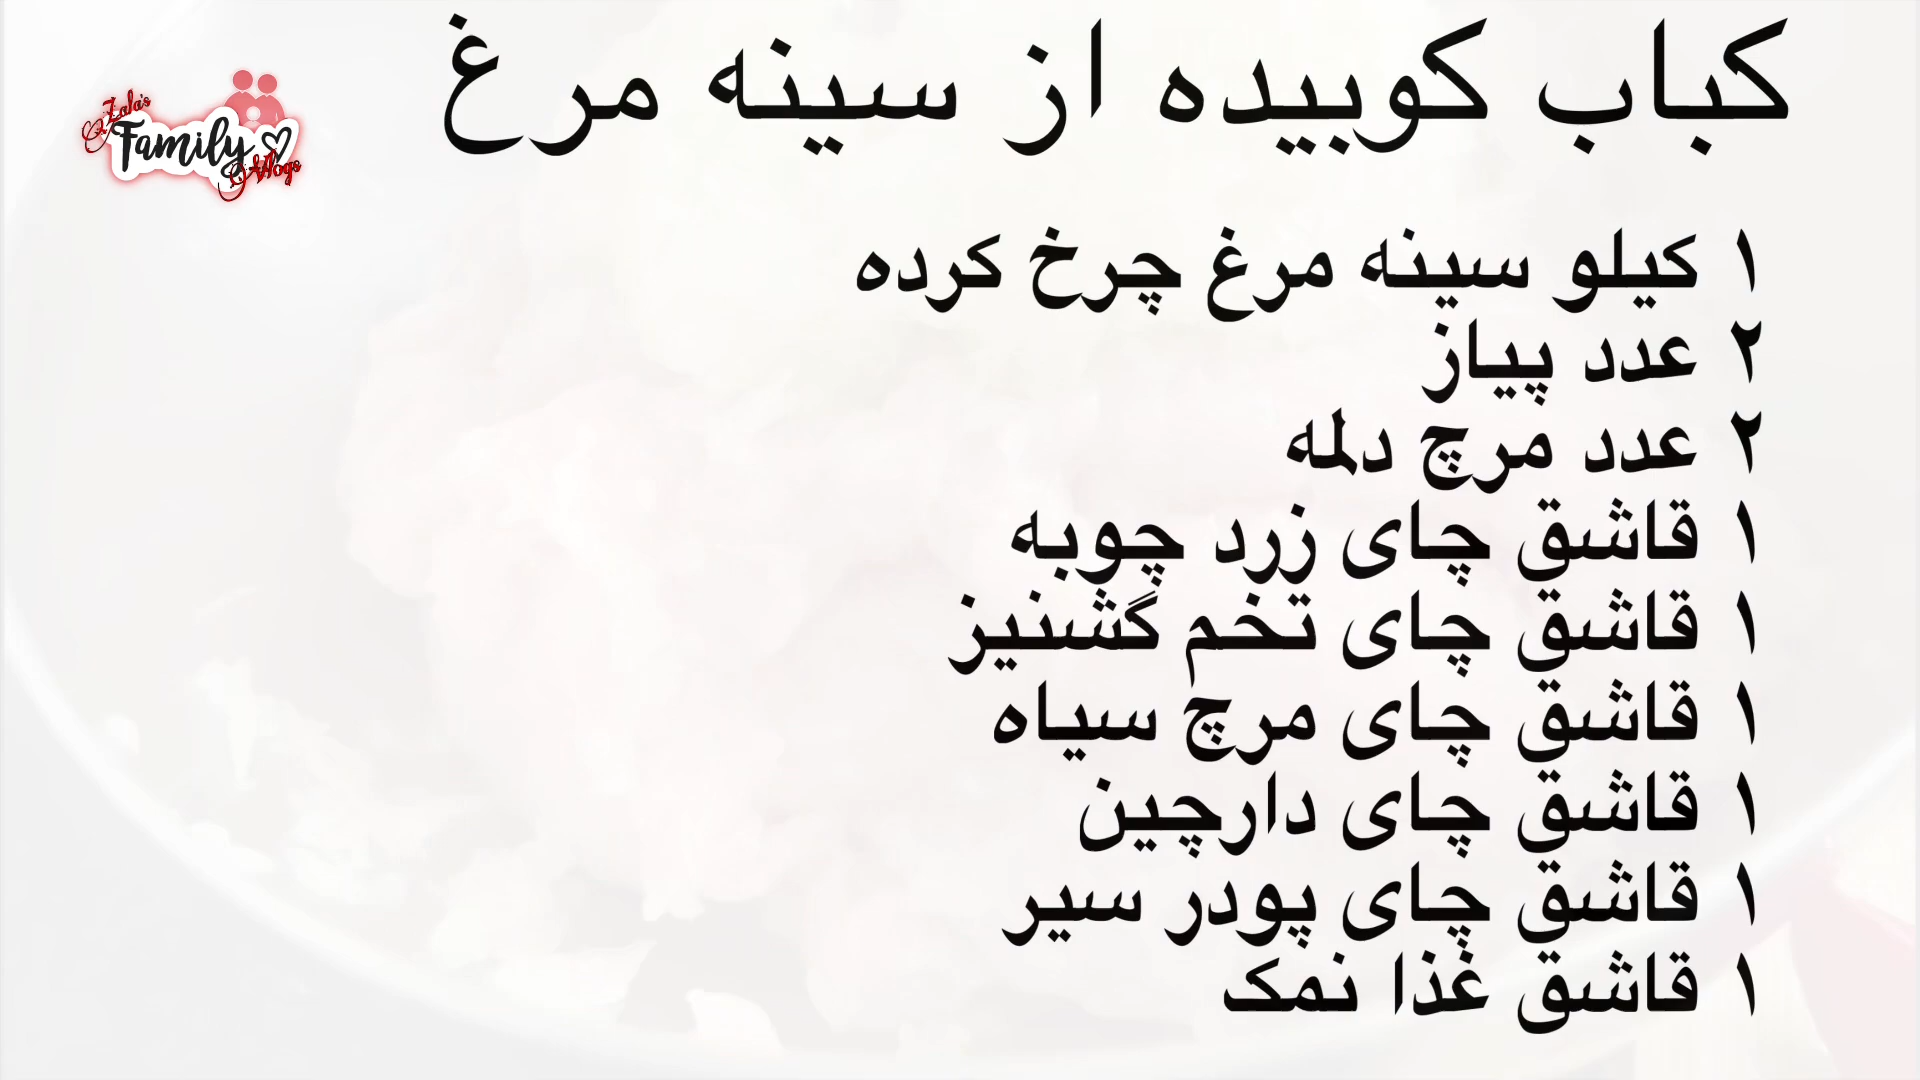 کباب کوبیده از سینه مرغ
Zala's
Family
Vlogs
۱ کیلو سینه مرغ چرخ کرده
۲ عدد پیاز
۲ عدد مرچ دلمه
۱ قاشق چای زرد چوبه
۱ قاشق چای تخم گشنیز
۱ قاشق چای مرچ سیاه
۱ قاشق چای دارچین
۱ قاشق چای پودر سیر
۱ قاشق غذا نمک